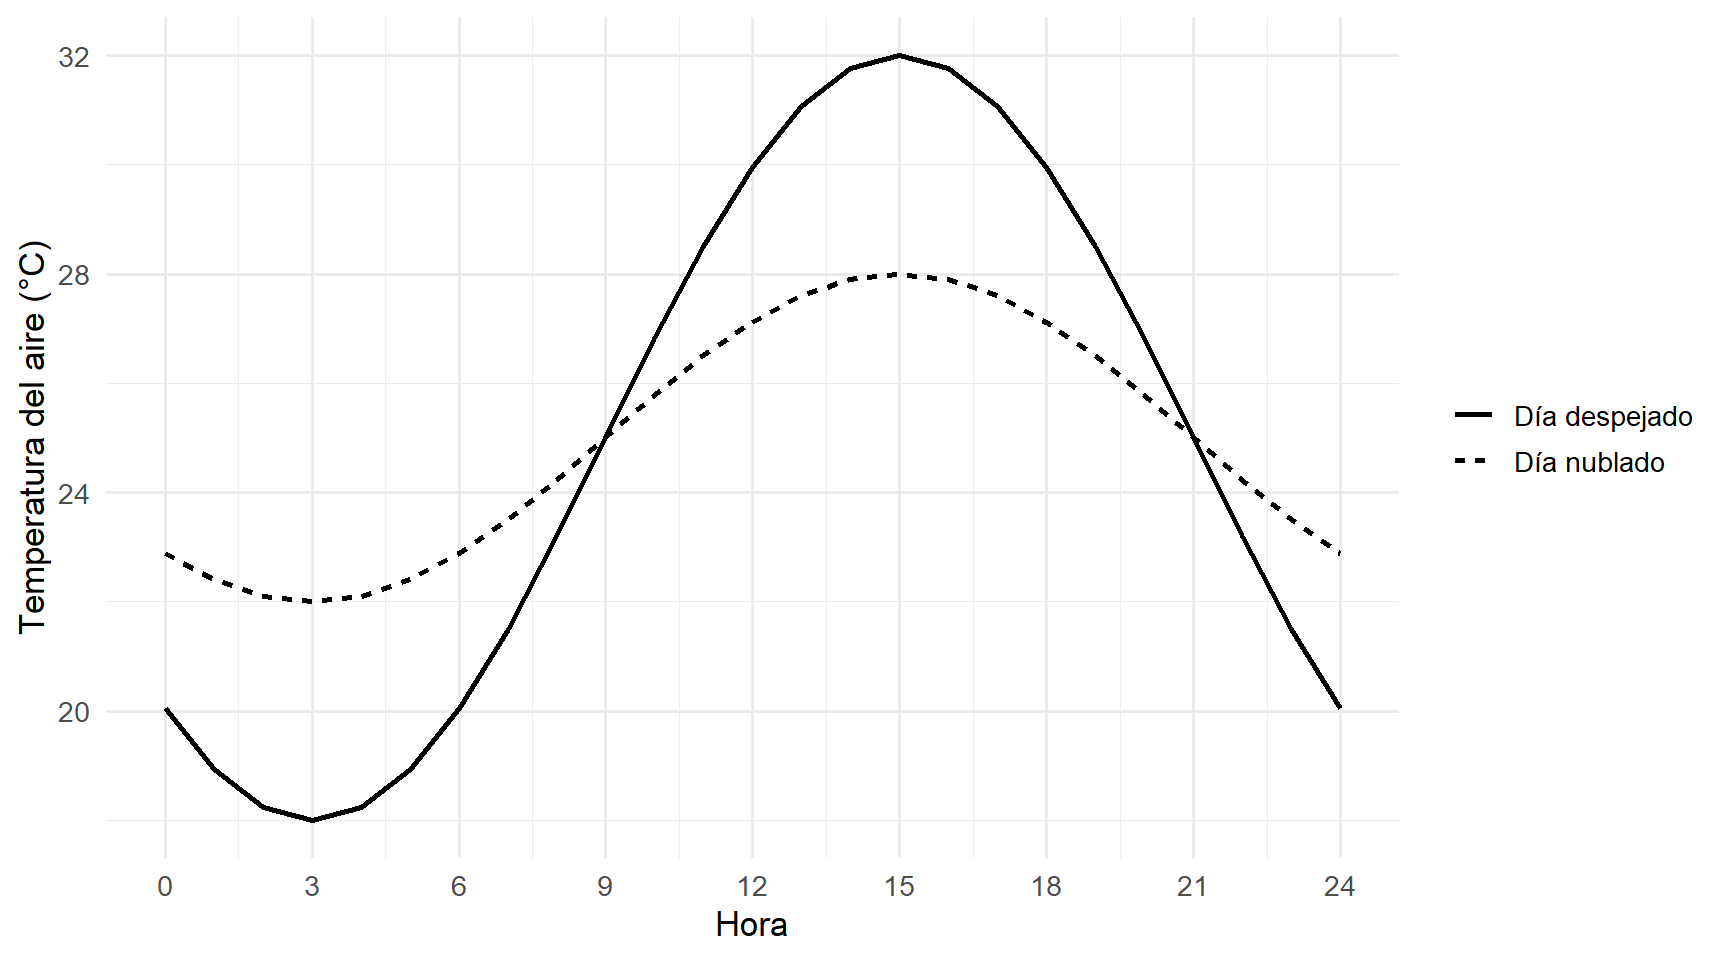 Temperatura del aire (°C)
32
28
24
20
0 3 6 9 12 15 18 21 24
Hora
Día despejado
Día nublado